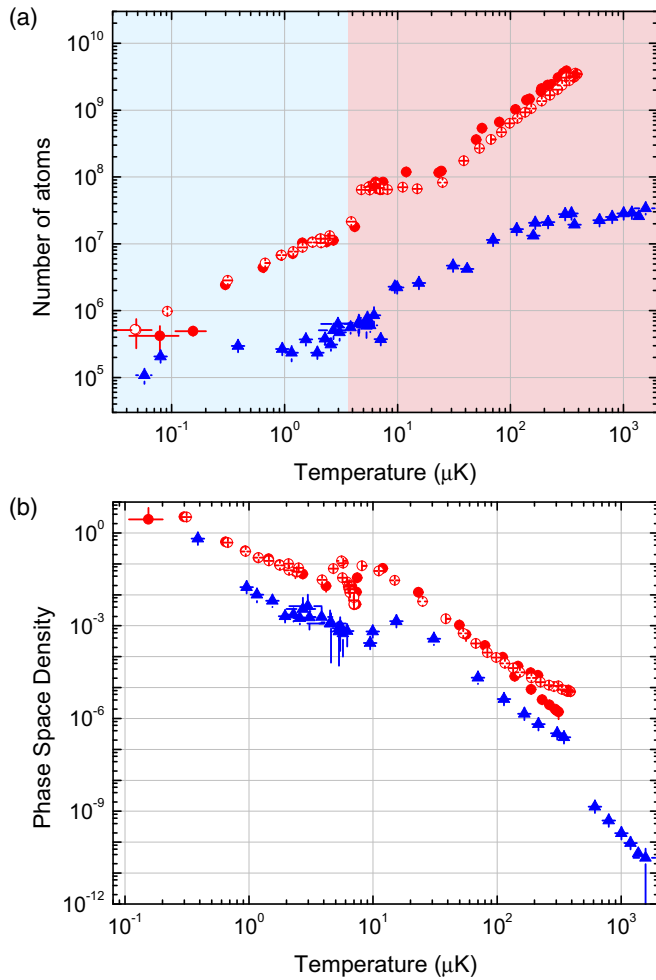 (a)
10^10
10^9
10^8
10^7
10^6
10^5
Number of atoms
10^-1 10^0 10^1 10^2 10^3
Temperature (μK)
(b)
10^0
10^-3
10^-6
10^-9
10^-12
Phase Space Density
10^-1 10^0 10^1 10^2 10^3
Temperature (μK)